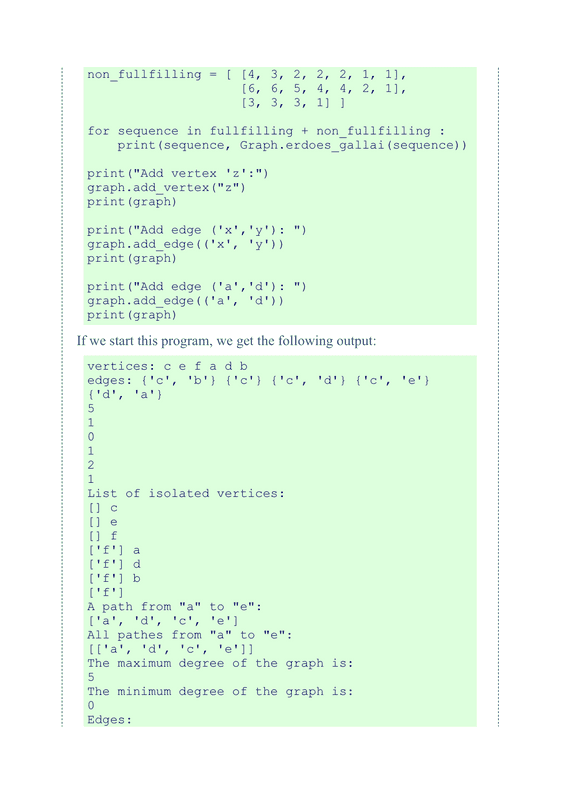 non_fullfilling = [ [4, 3, 2, 2, 2, 1, 1],
                    [6, 6, 5, 4, 4, 2, 1],
                    [3, 3, 3, 1] ]

for sequence in fullfilling + non_fullfilling :
    print(sequence, Graph.erdoes_gallai(sequence))

print("Add vertex 'z':")
graph.add_vertex("z")
print(graph)

print("Add edge ('x','y'): ")
graph.add_edge(('x', 'y'))
print(graph)

print("Add edge ('a','d'): ")
graph.add_edge(('a', 'd'))
print(graph)
If we start this program, we get the following output:
vertices: c e f a d b
edges: {'c', 'b'} {'c'} {'c', 'd'} {'c', 'e'}
{'d', 'a'}
5
1
0
1
2
1
List of isolated vertices:
[] c
[] e
[] f
['f'] a
['f'] d
['f'] b
['f']
A path from "a" to "e":
['a', 'd', 'c', 'e']
All pathes from "a" to "e":
[['a', 'd', 'c', 'e']]
The maximum degree of the graph is:
5
The minimum degree of the graph is:
0
Edges: